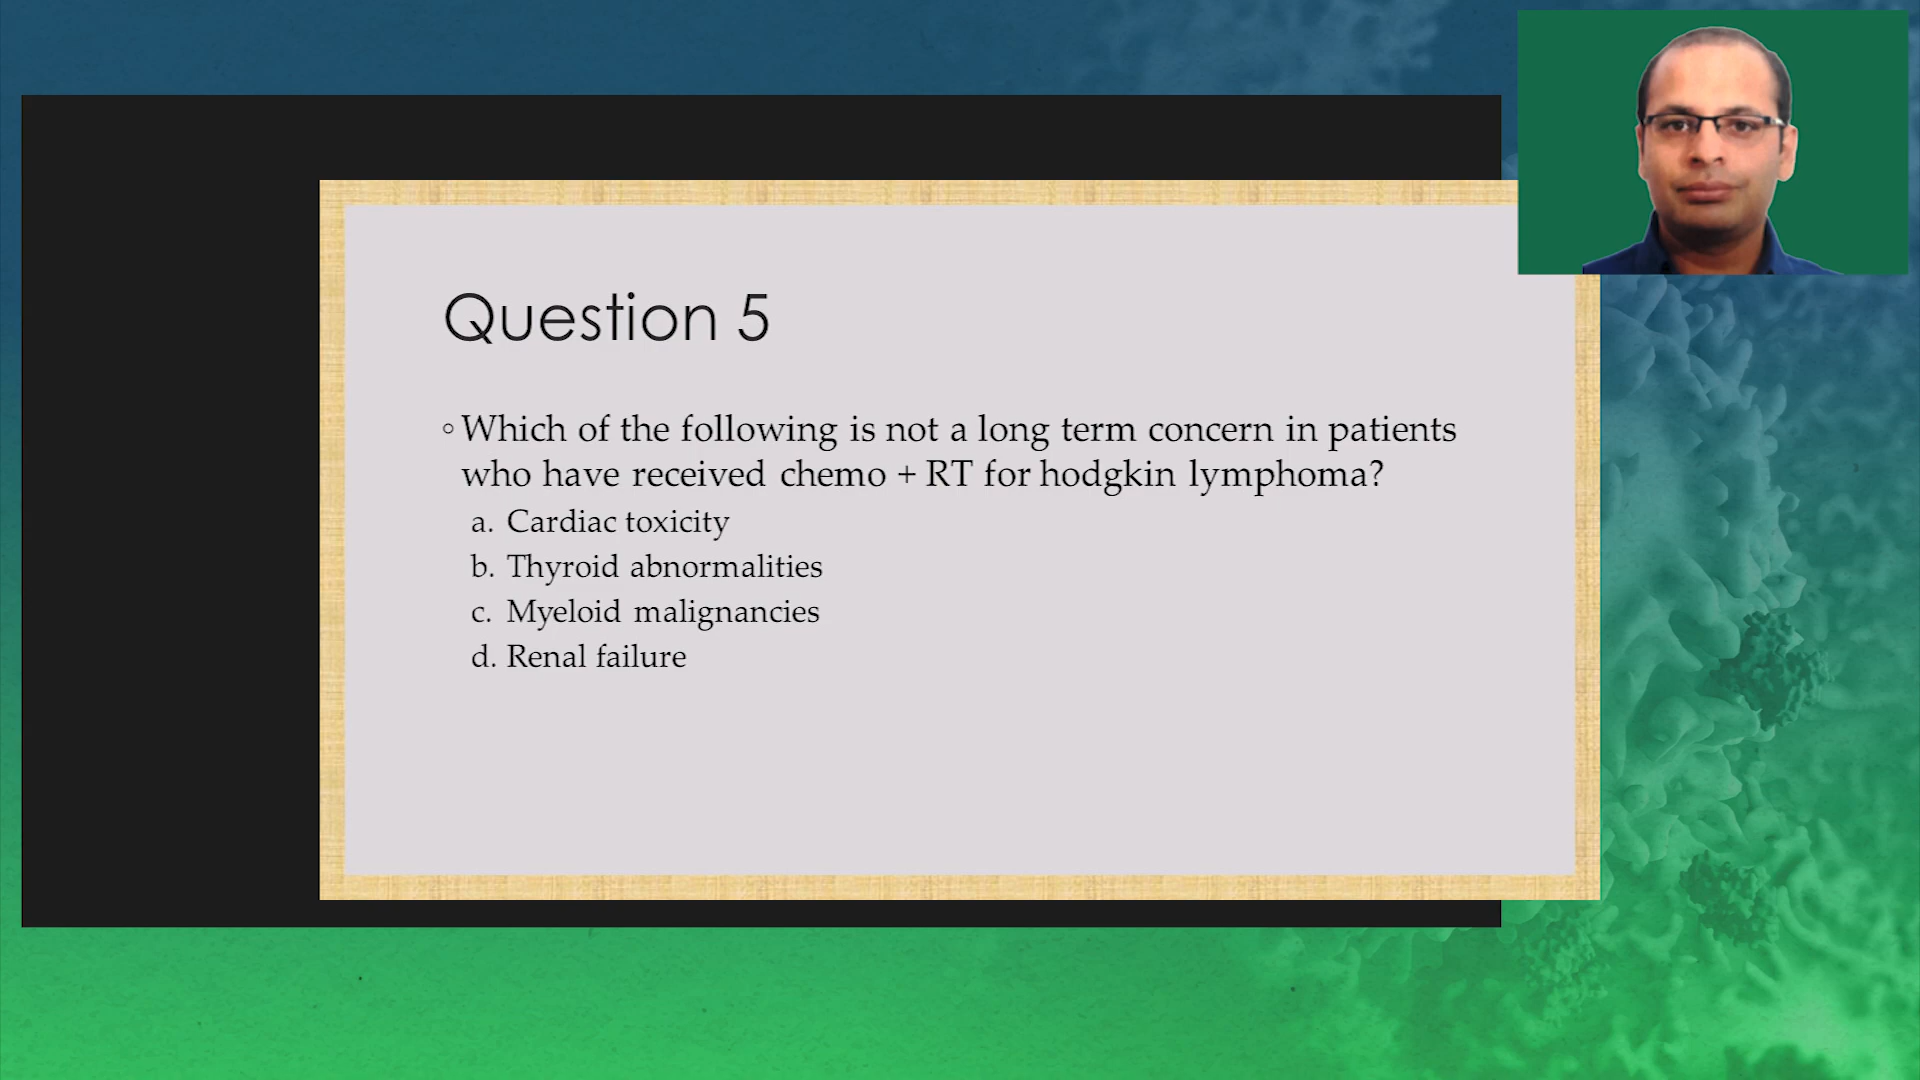 Question 5
◦ Which of the following is not a long term concern in patients
who have received chemo + RT for hodgkin lymphoma?
a. Cardiac toxicity
b. Thyroid abnormalities
c. Myeloid malignancies
d. Renal failure